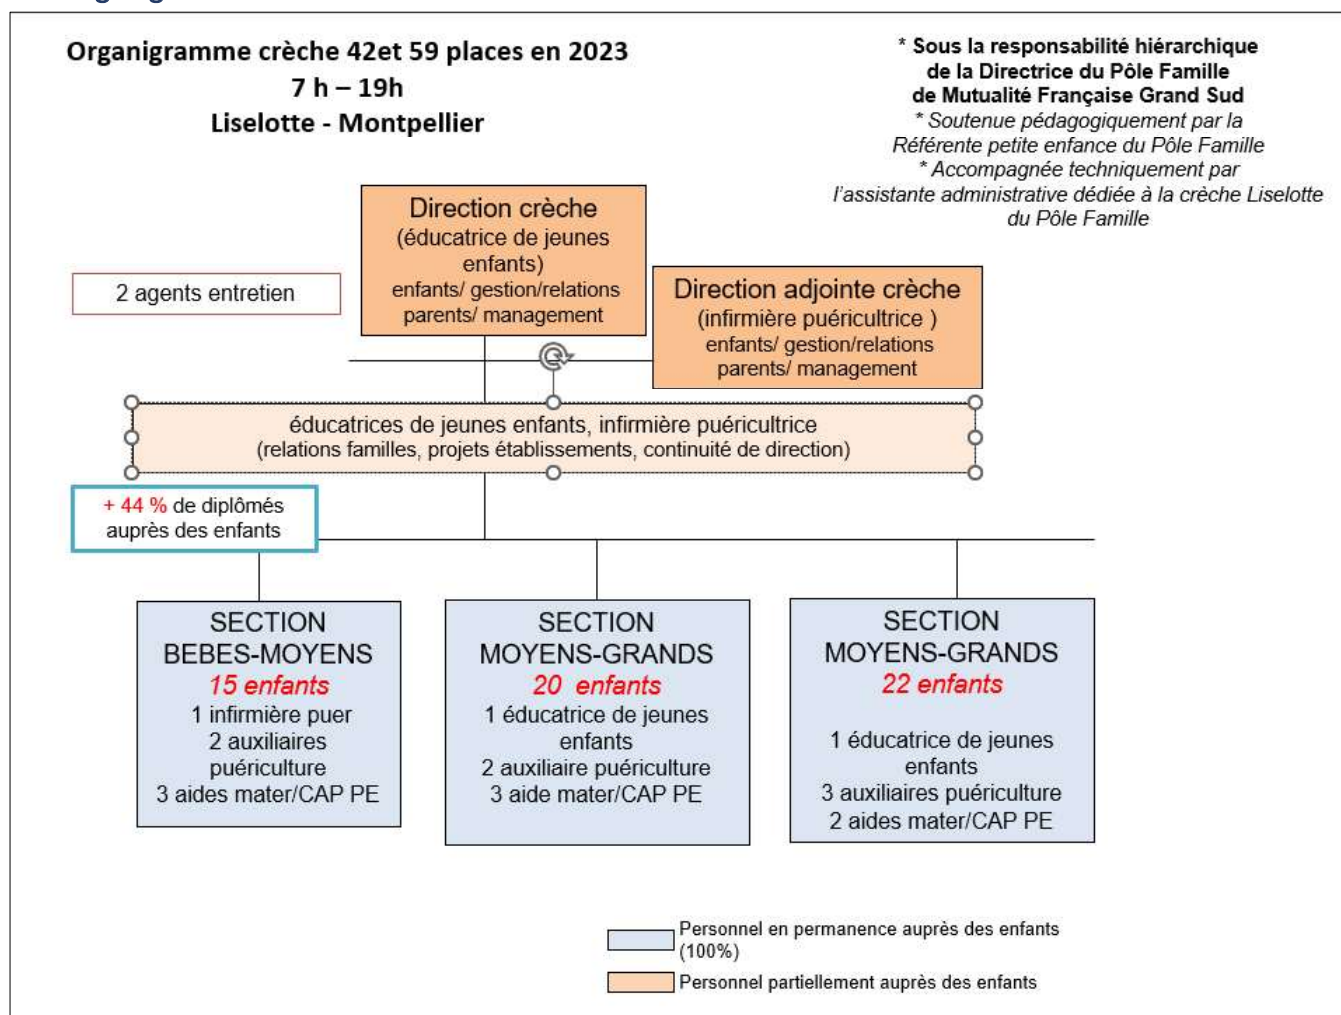 Organigramme crèche 42et 59 places en 2023
7 h – 19h
Liselotte - Montpellier
* Sous la responsabilité hiérarchique
de la Directrice du Pôle Famille
de Mutualité Française Grand Sud
* Soutenue pédagogiquement par la
Référente petite enfance du Pôle Famille
* Accompagnée techniquement par
l'assistante administrative dédiée à la crèche Liselotte
du Pôle Famille
Direction crèche
(éducatrice de jeunes
enfants)
enfants/ gestion/relations
parents/ management
2 agents entretien
Direction adjointe crèche
(infirmière puéricultrice )
enfants/ gestion/relations
parents/ management
éducatrices de jeunes enfants, infirmière puéricultrice
(relations familles, projets établissements, continuité de direction)
+ 44 % de diplômés
auprès des enfants
SECTION
BEBES-MOYENS
15 enfants
1 infirmière puer
2 auxiliaires
puériculture
3 aides mater/CAP PE
SECTION
MOYENS-GRANDS
20 enfants
1 éducatrice de jeunes
enfants
2 auxiliaire puériculture
3 aide mater/CAP PE
SECTION
MOYENS-GRANDS
22 enfants
1 éducatrice de jeunes
enfants
3 auxiliaires puériculture
2 aides mater/CAP PE
Personnel en permanence auprès des enfants
(100%)
Personnel partiellement auprès des enfants